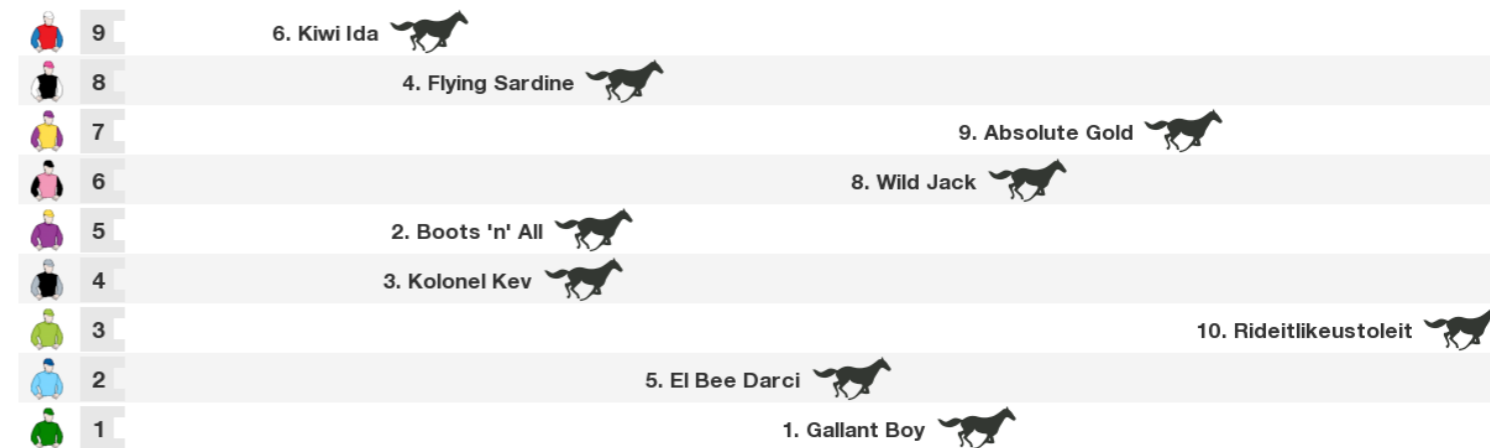 9 6. Kiwi Ida
8 4. Flying Sardine
7 9. Absolute Gold
6 8. Wild Jack
5 2. Boots 'n' All
4 3. Kolonel Kev
3 10. Rideitlikeustoleit
2 5. El Bee Darci
1 1. Gallant Boy